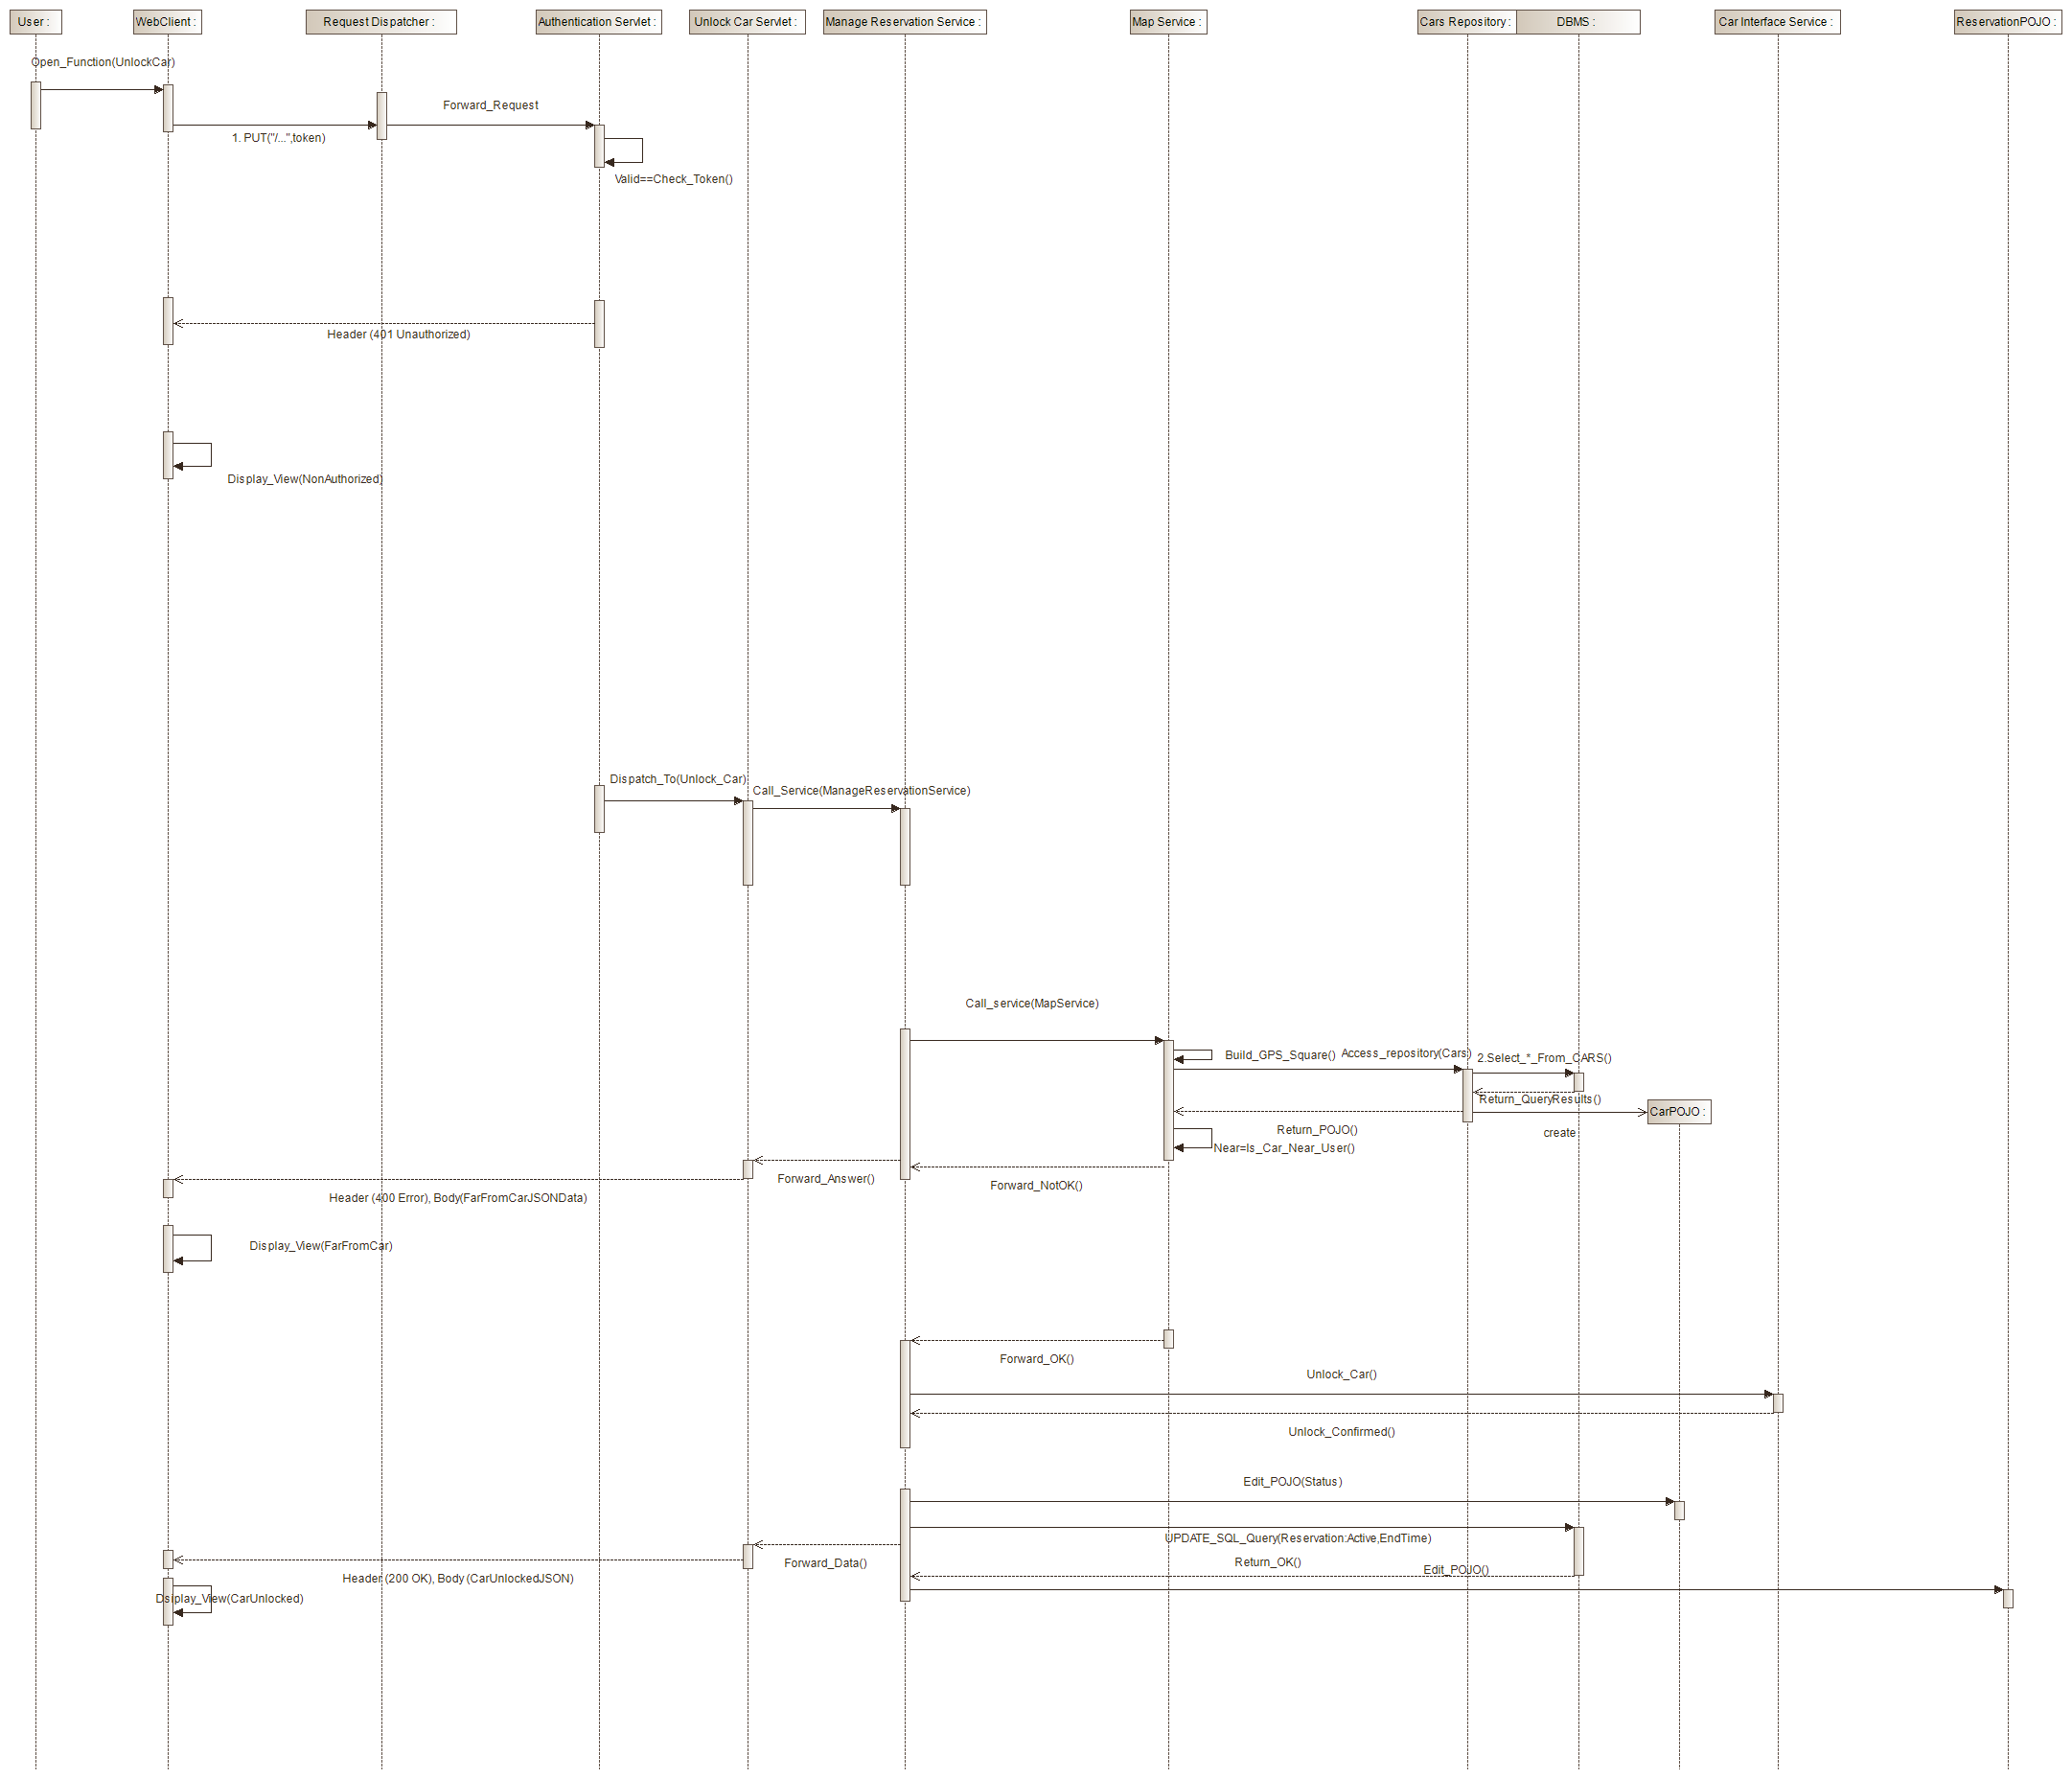 User :
WebClient :
Request Dispatcher :
Authentication Servlet :
Unlock Car Servlet :
Manage Reservation Service :
Map Service :
Cars Repository :
DBMS :
Car Interface Service :
ReservationPOJO :
Open_Function(UnlockCar)
Forward_Request
1. PUT("/...",token)
Valid==Check_Token()
Header (401 Unauthorized)
Display_View(NonAuthorized)
Dispatch_To(Unlock_Car)
Call_Service(ManageReservationService)
Call_service(MapService)
Build_GPS_Square()
Access_repository(Cars)
2.Select_*_From_CARS()
Return_QueryResults()
CarPOJO :
Return_POJO()
create
Near=Is_Car_Near_User()
Forward_Answer()
Forward_NotOK()
Header (400 Error), Body(FarFromCarJSONData)
Display_View(FarFromCar)
Forward_OK()
Unlock_Car()
Unlock_Confirmed()
Edit_POJO(Status)
UPDATE_SQL_Query(Reservation:Active,EndTime)
Forward_Data()
Return_OK()
Edit_POJO()
Header (200 OK), Body (CarUnlockedJSON)
Dsiplay_View(CarUnlocked)